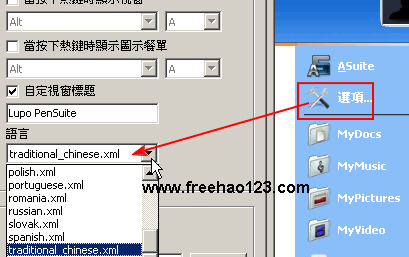 當按下熱鍵時顯示視窗
Alt
A
當按下熱鍵時顯示圖示餐單
Alt
A
自定視窗標題
Lupo PenSuite
語言
traditional_chinese.xml
polish.xml
portuguese.xml
romania.xml
russian.xml
slovak.xml
spanish.xml
traditional_chinese.xml
ASuite
選項...
MyDocs
MyMusic
MyPictures
MyVideo
www.freehao123.com